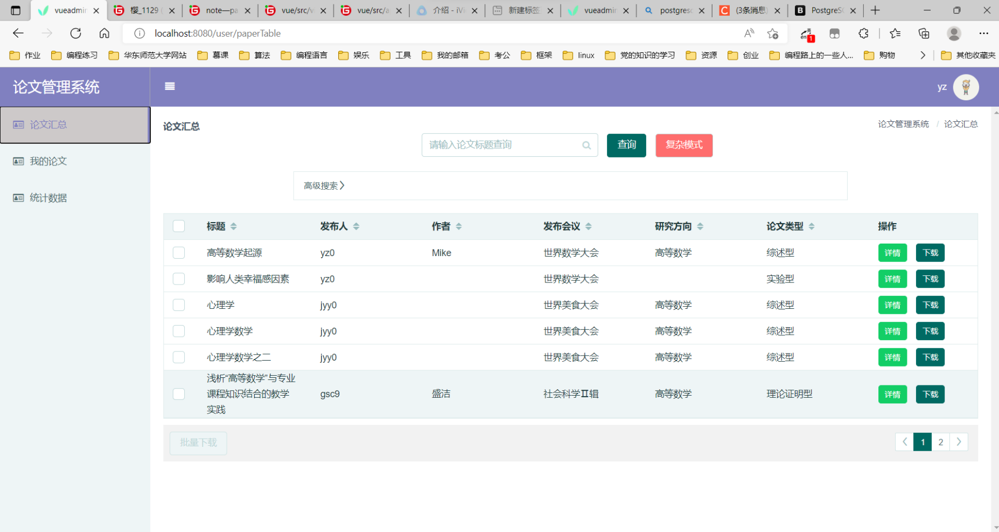 vueadmin
樱_1129 (
note—pa
vue/src/v
vue/src/a
介绍 - iVi
新建标签
vueadmin
postgres
(3条消息)
PostgreS
localhost:8080/user/paperTable
1
作业
编程练习
华东师范大学网站
慕课
算法
编程语言
娱乐
工具
我的邮箱
考公
框架
linux
党的知识的学习
资源
创业
编程路上的一些人...
购物
其他收藏夹
论文管理系统
yz
论文汇总
我的论文
统计数据
论文汇总
论文管理系统 / 论文汇总
请输入论文标题查询
查询
复杂模式
高级搜索
标题 发布人 作者 发布会议 研究方向 论文类型 操作
高等数学起源 yz0 Mike 世界数学大会 高等数学 综述型 详情 下载
影响人类幸福感因素 yz0 世界数学大会 实验型 详情 下载
心理学 jyy0 世界美食大会 高等数学 综述型 详情 下载
心理学数学 jyy0 世界美食大会 高等数学 综述型 详情 下载
心理学数学之二 jyy0 世界美食大会 高等数学 综述型 详情 下载
浅析“高等数学”与专业
课程知识结合的教学
实践
gsc9 盛洁 社会科学Ⅱ辑 高等数学 理论证明型 详情 下载
批量下载
1 2